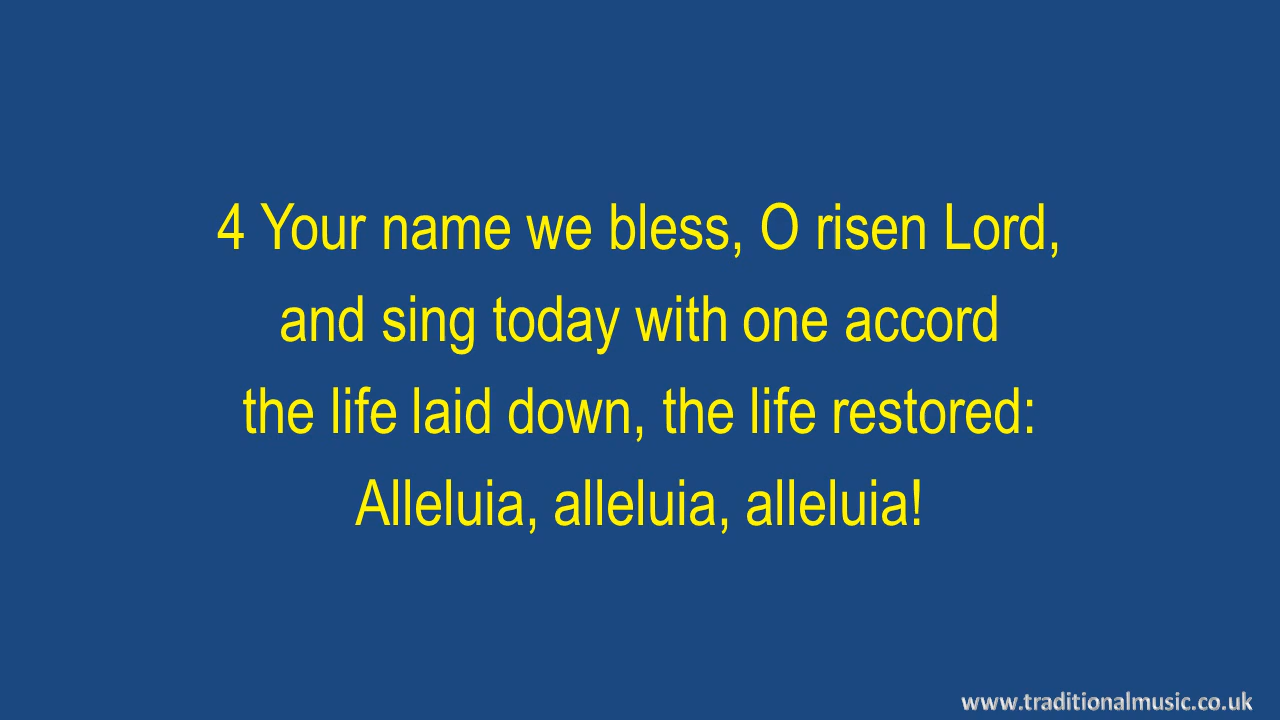 4 Your name we bless, O risen Lord,
and sing today with one accord
the life laid down, the life restored:
Alleluia, alleluia, alleluia!
www.traditionalmusic.co.uk